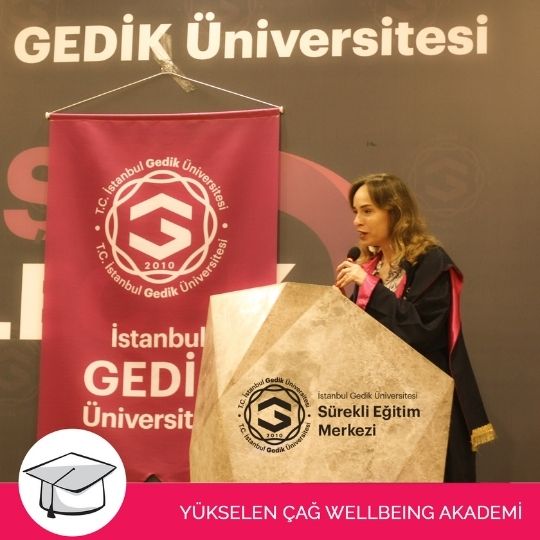 GEDİK Üniversitesi
T.C. İstanbul Gedik Üniversitesi
T.C. İstanbul Gedik Üniversitesi
2010
İstanbul
GEDİ
Üniversit
T.C. İstanbul Gedik Üniversitesi
T.C. İstanbul Gedik Üniversitesi
2010
İstanbul Gedik Üniversitesi
Sürekli Eğitim
Merkezi
YÜKSELEN ÇAĞ WELLBEING AKADEMİ